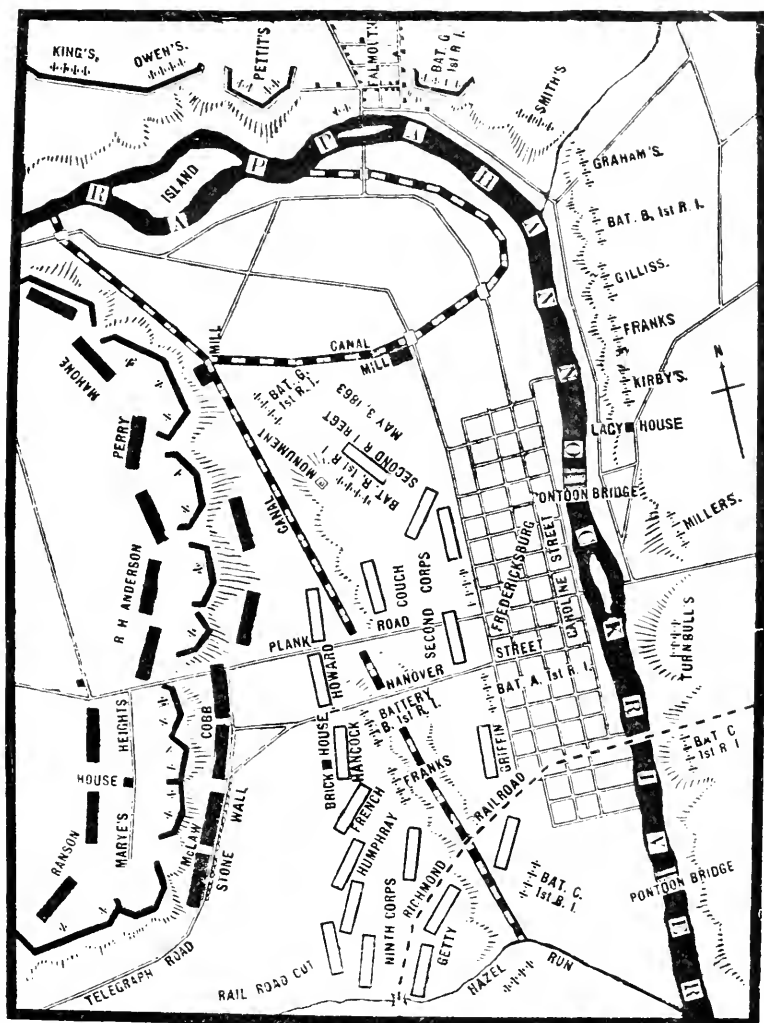 KING'S,
OWEN'S.
PETTIT'S
FALMOUTH
BAT. G.
1st R. I.
SMITH'S
RAPPAHANNOCK RIVER
ISLAND
GRAHAM'S.
BAT. B, 1st R. I.
GILLISS.
FRANKS
KIRBY'S.
N
LACY HOUSE
PONTOON BRIDGE
MILLERS.
TURNBULL'S
MAHONE
PERRY
R H ANDERSON
MILL
CANAL
MILL
BAT. G.
1st R. I.
MONUMENT
BAT B, 1st R I
SECOND R I REGT
MAY 3, 1863
CANAL
FREDERICKSBURG
CAROLINE STREET
COUCH
SECOND CORPS
PLANK ROAD
HOWARD
HANOVER STREET
BAT. A. 1st R. I.
BATTERY
B. 1st R. I.
BRICK HOUSE
HANCOCK
FRANKS
GRIFFIN
FRENCH
HUMPHRAY
NINTH CORPS
RICHMOND RAILROAD
GETTY
BAT. C.
1st R. I.
BAT C
1st R I
PONTOON BRIDGE
HAZEL RUN
RAIL ROAD CUT
TELEGRAPH ROAD
STONE WALL
COBB
McLAW
MARYE'S HEIGHTS
HOUSE
RANSON